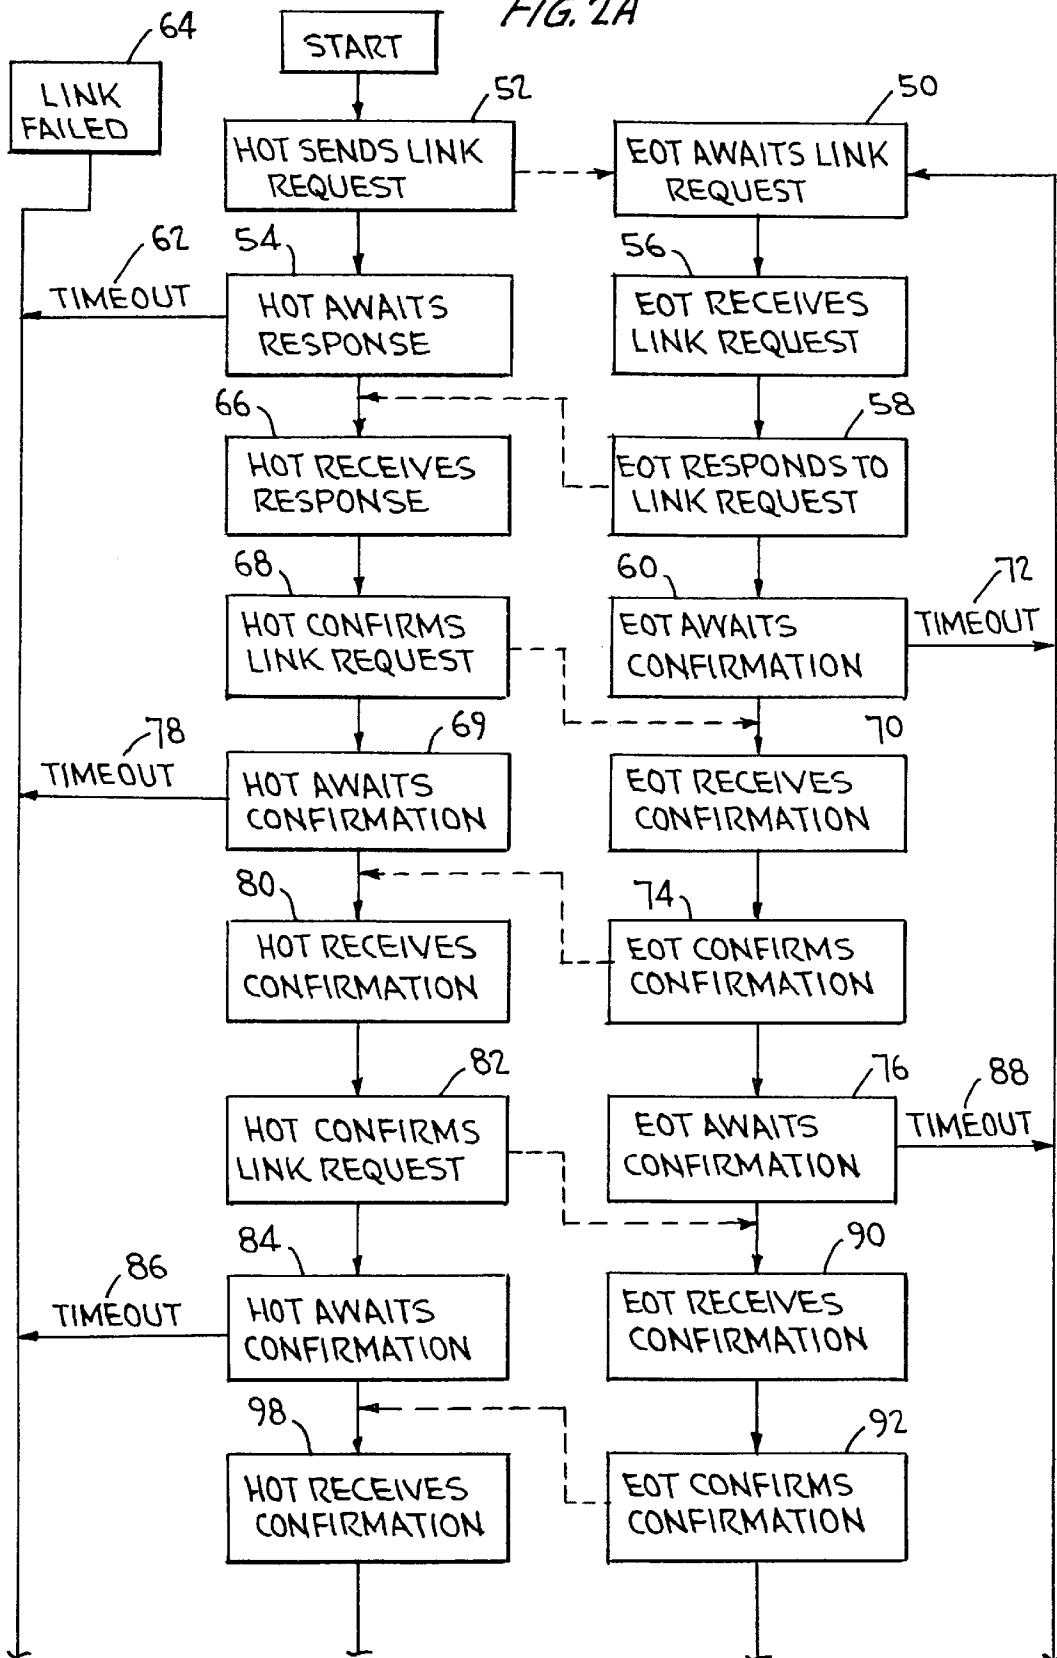 FIG. 2A
64
START
LINK
FAILED
52
50
HOT SENDS LINK
REQUEST
EOT AWAITS LINK
REQUEST
62
54
56
TIMEOUT
HOT AWAITS
RESPONSE
EOT RECEIVES
LINK REQUEST
66
58
HOT RECEIVES
RESPONSE
EOT RESPONDS TO
LINK REQUEST
68
60
72
HOT CONFIRMS
LINK REQUEST
EOT AWAITS
CONFIRMATION
TIMEOUT
78
69
70
TIMEOUT
HOT AWAITS
CONFIRMATION
EOT RECEIVES
CONFIRMATION
80
74
HOT RECEIVES
CONFIRMATION
EOT CONFIRMS
CONFIRMATION
82
76
88
HOT CONFIRMS
LINK REQUEST
EOT AWAITS
CONFIRMATION
TIMEOUT
86
84
90
TIMEOUT
HOT AWAITS
CONFIRMATION
EOT RECEIVES
CONFIRMATION
98
92
HOT RECEIVES
CONFIRMATION
EOT CONFIRMS
CONFIRMATION